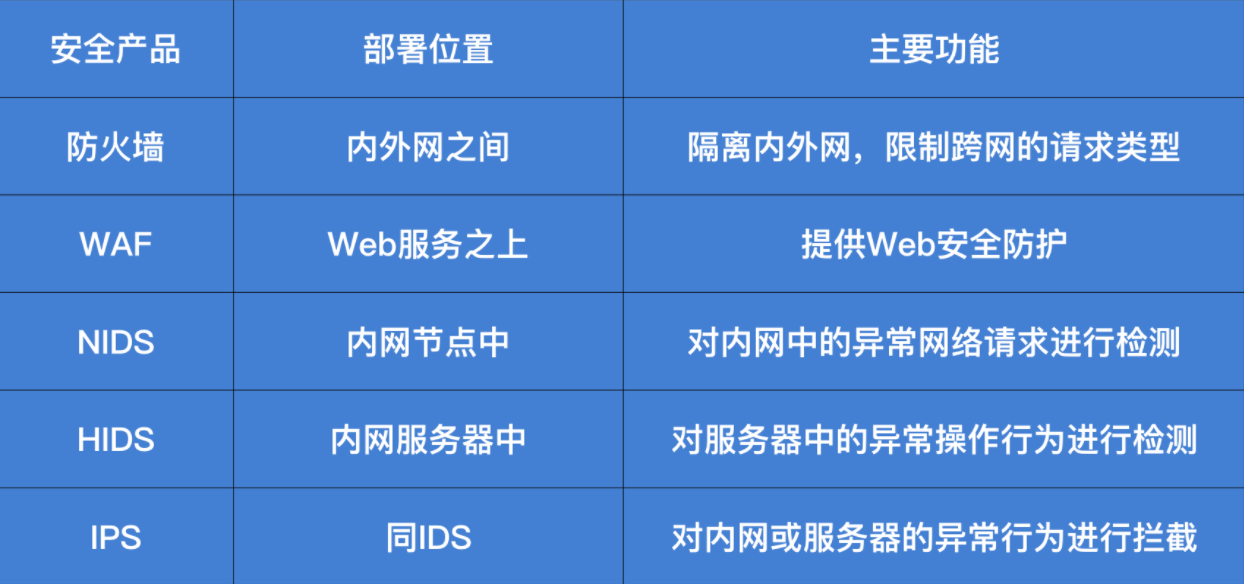 安全产品 部署位置 主要功能
防火墙 内外网之间 隔离内外网，限制跨网的请求类型
WAF Web服务之上 提供Web安全防护
NIDS 内网节点中 对内网中的异常网络请求进行检测
HIDS 内网服务器中 对服务器中的异常操作行为进行检测
IPS 同IDS 对内网或服务器的异常行为进行拦截